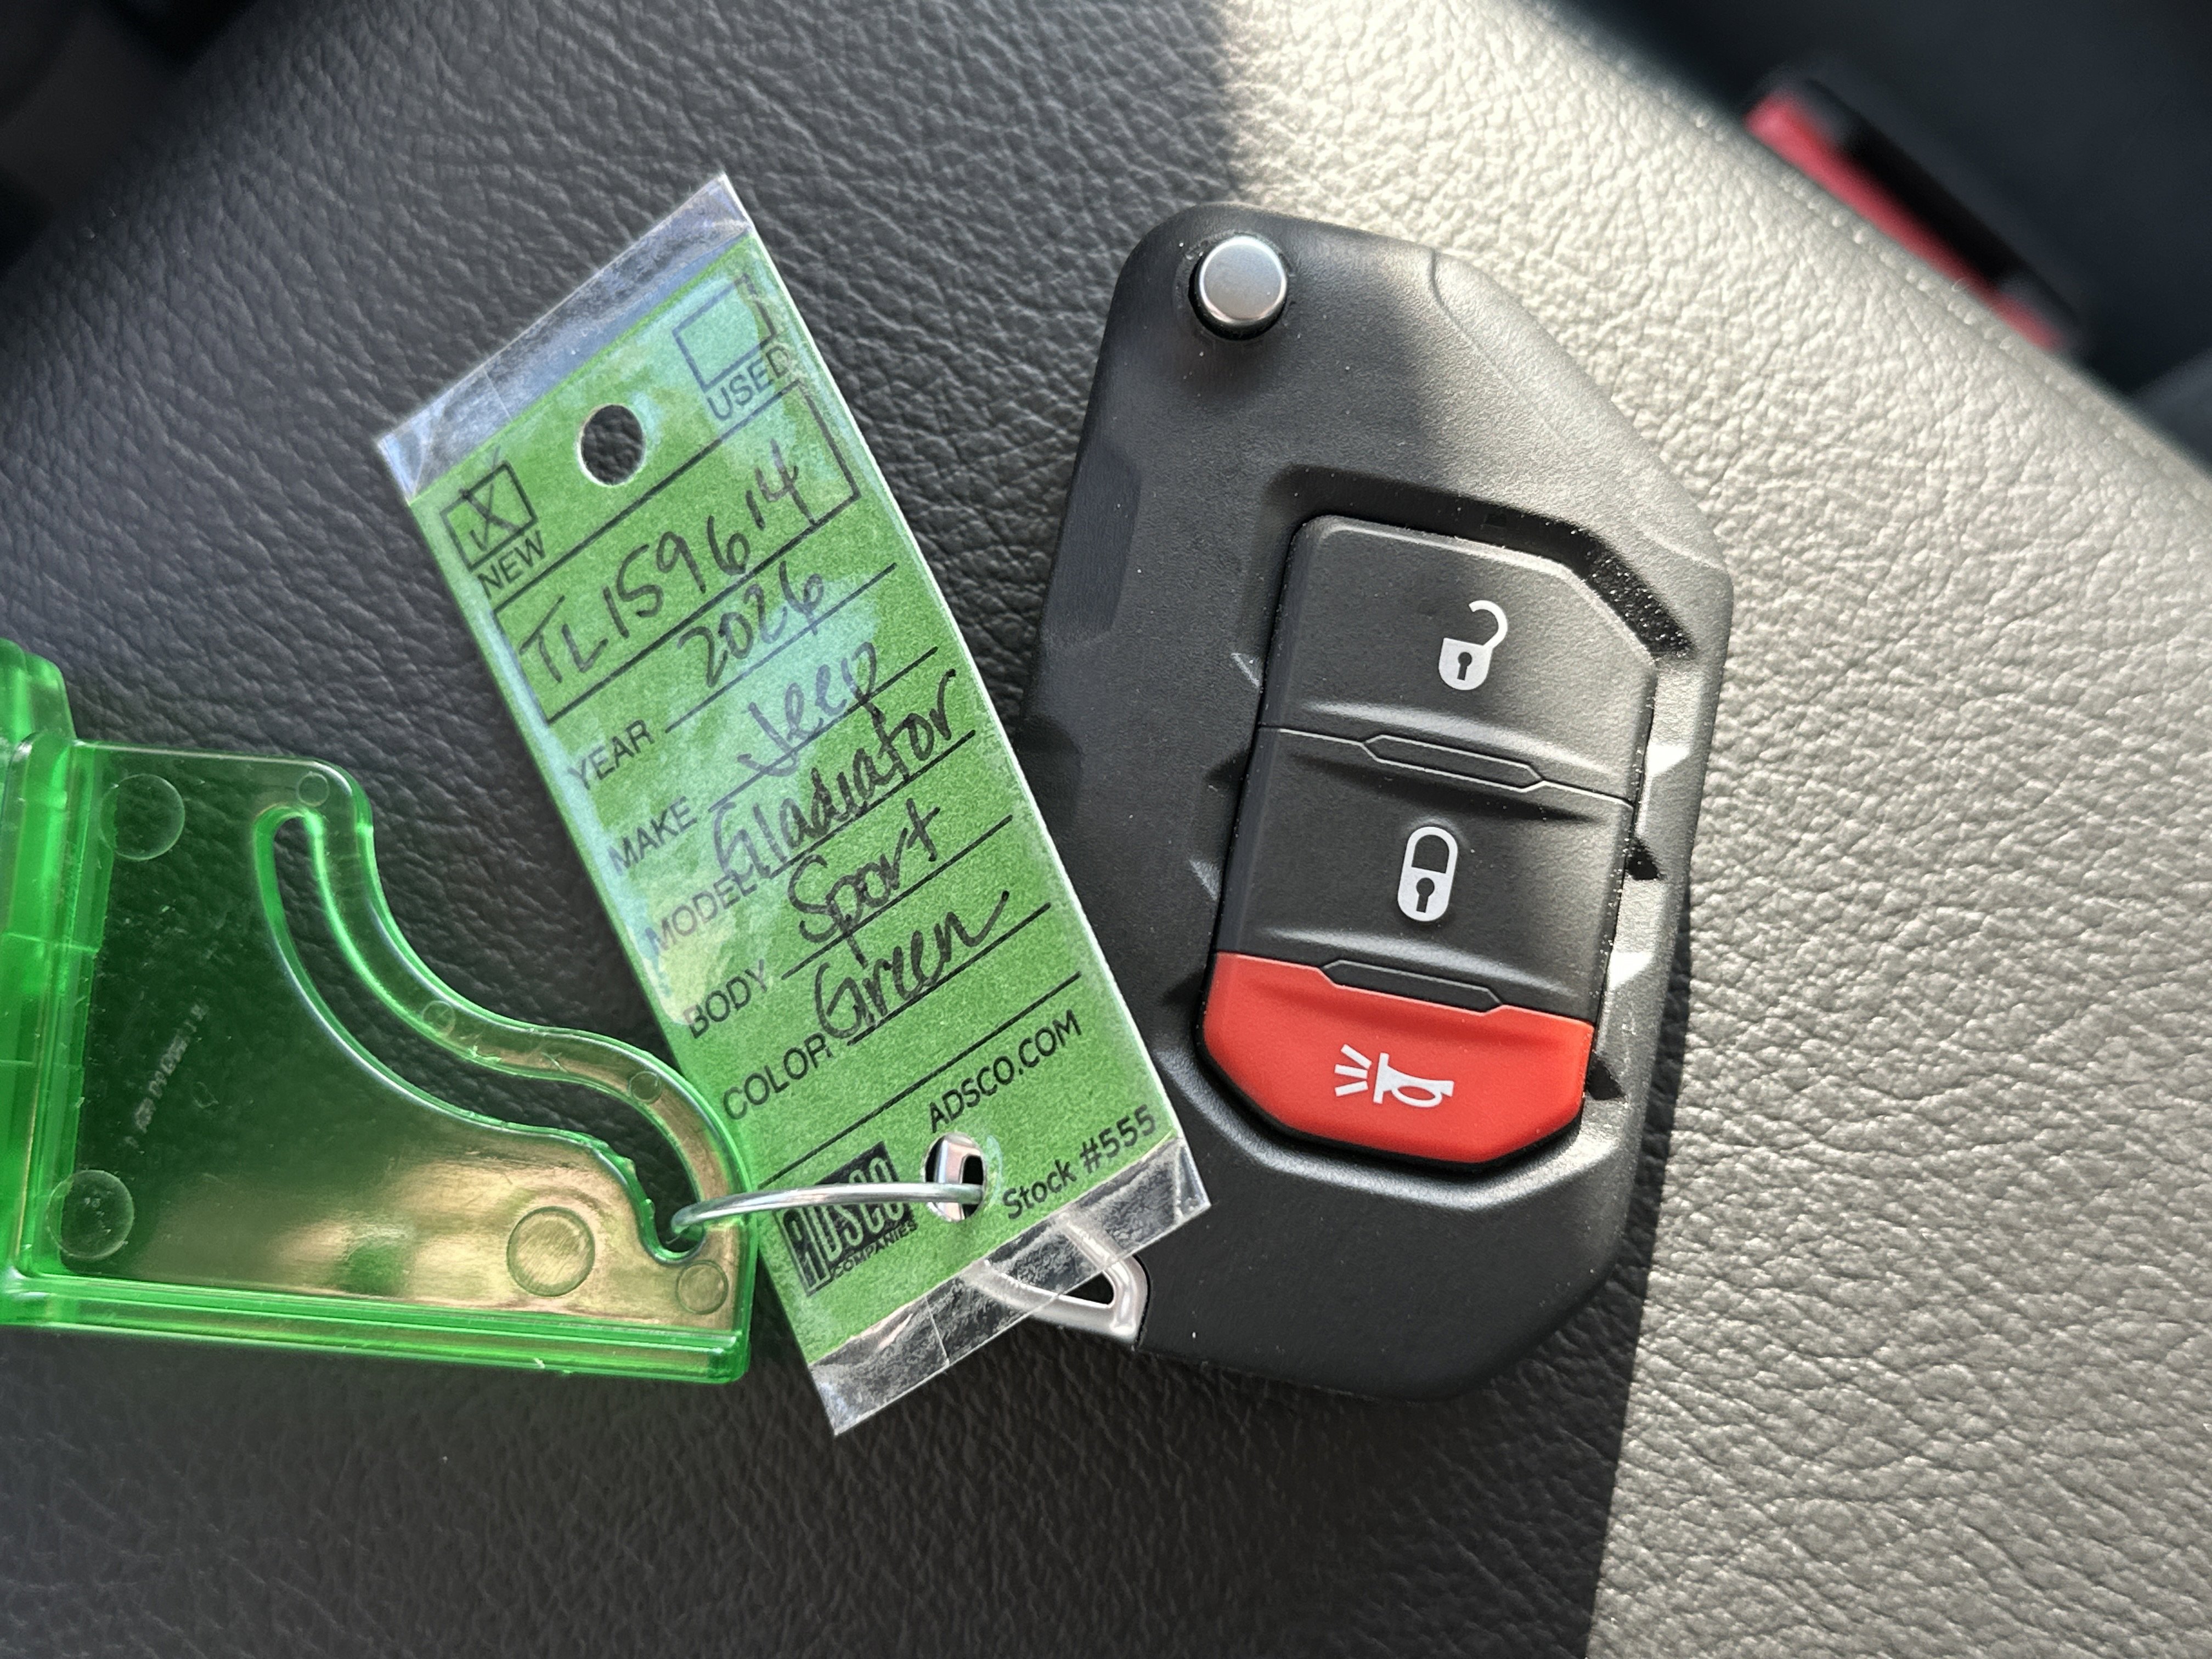 USED
X
NEW
TL159614
YEAR 2026
MAKE Jeep
MODEL Gladiator
BODY Sport
COLOR Green
ADSCO.COM
ADSCO
COMPANIES
Stock #555